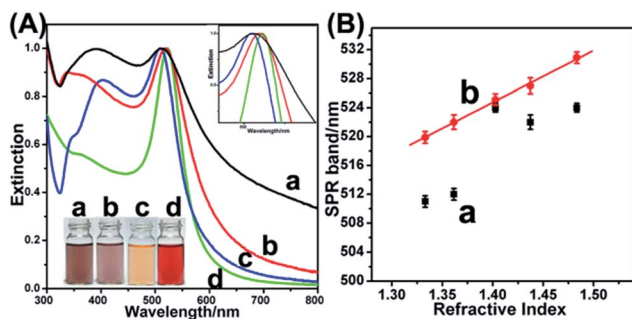 (A)
1.0
0.8
0.6
0.4
0.2
0.0
Extinction
300 400 500 600 700 800
Wavelength/nm
a
b
c
d
a b c d
Extinction
1.0
Wavelength/nm
(B)
532
528
524
520
516
512
508
504
500
SPR band/nm
b
a
1.30 1.35 1.40 1.45 1.50
Refractive Index